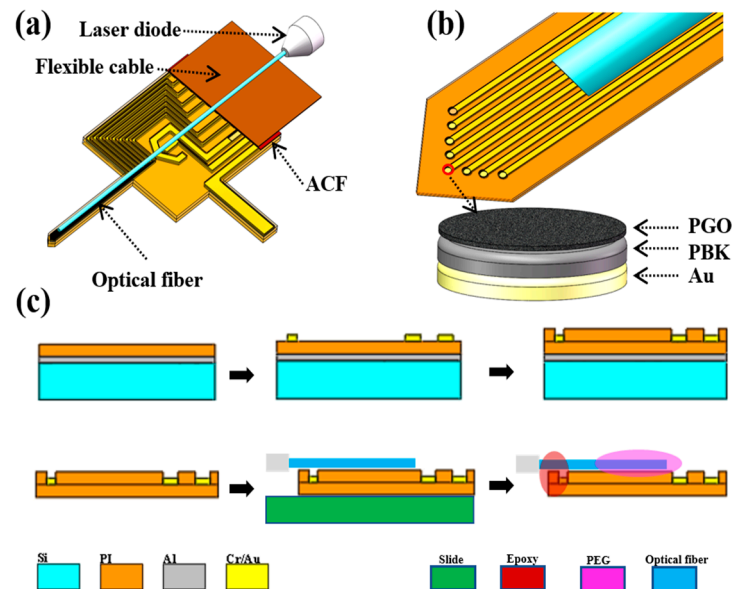 (a)
Laser diode
Flexible cable
ACF
Optical fiber
(b)
PGO
PBK
Au
(c)
Si PI Al Cr/Au Slide Epoxy PEG Optical fiber